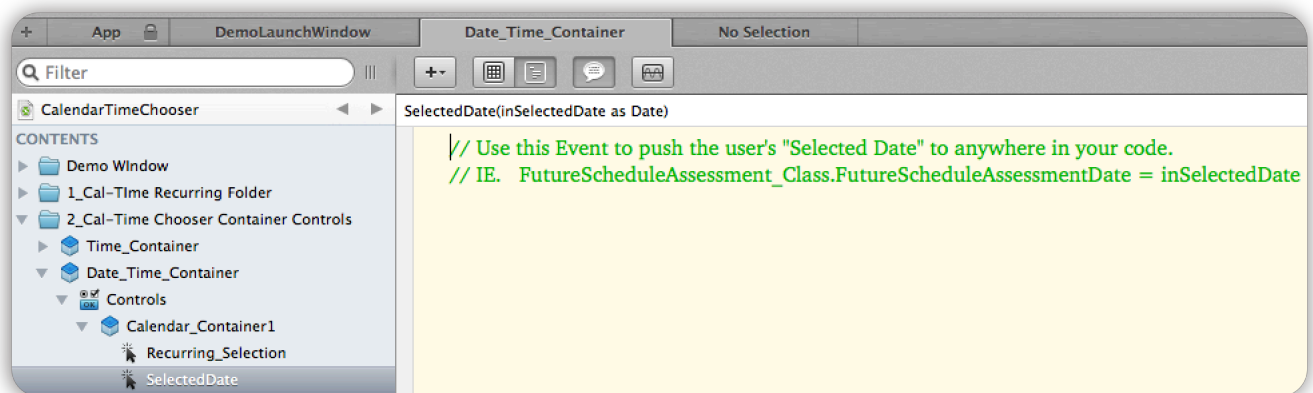 App
DemoLaunchWindow
Date_Time_Container
No Selection
Filter
CalendarTimeChooser
SelectedDate(inSelectedDate as Date)
CONTENTS
Demo WIndow
1_Cal-TIme Recurring Folder
2_Cal-Time Chooser Container Controls
Time_Container
Date_Time_Container
Controls
Calendar_Container1
Recurring_Selection
SelectedDate
// Use this Event to push the user's "Selected Date" to anywhere in your code.
// IE. FutureScheduleAssessment_Class.FutureScheduleAssessmentDate = inSelectedDate